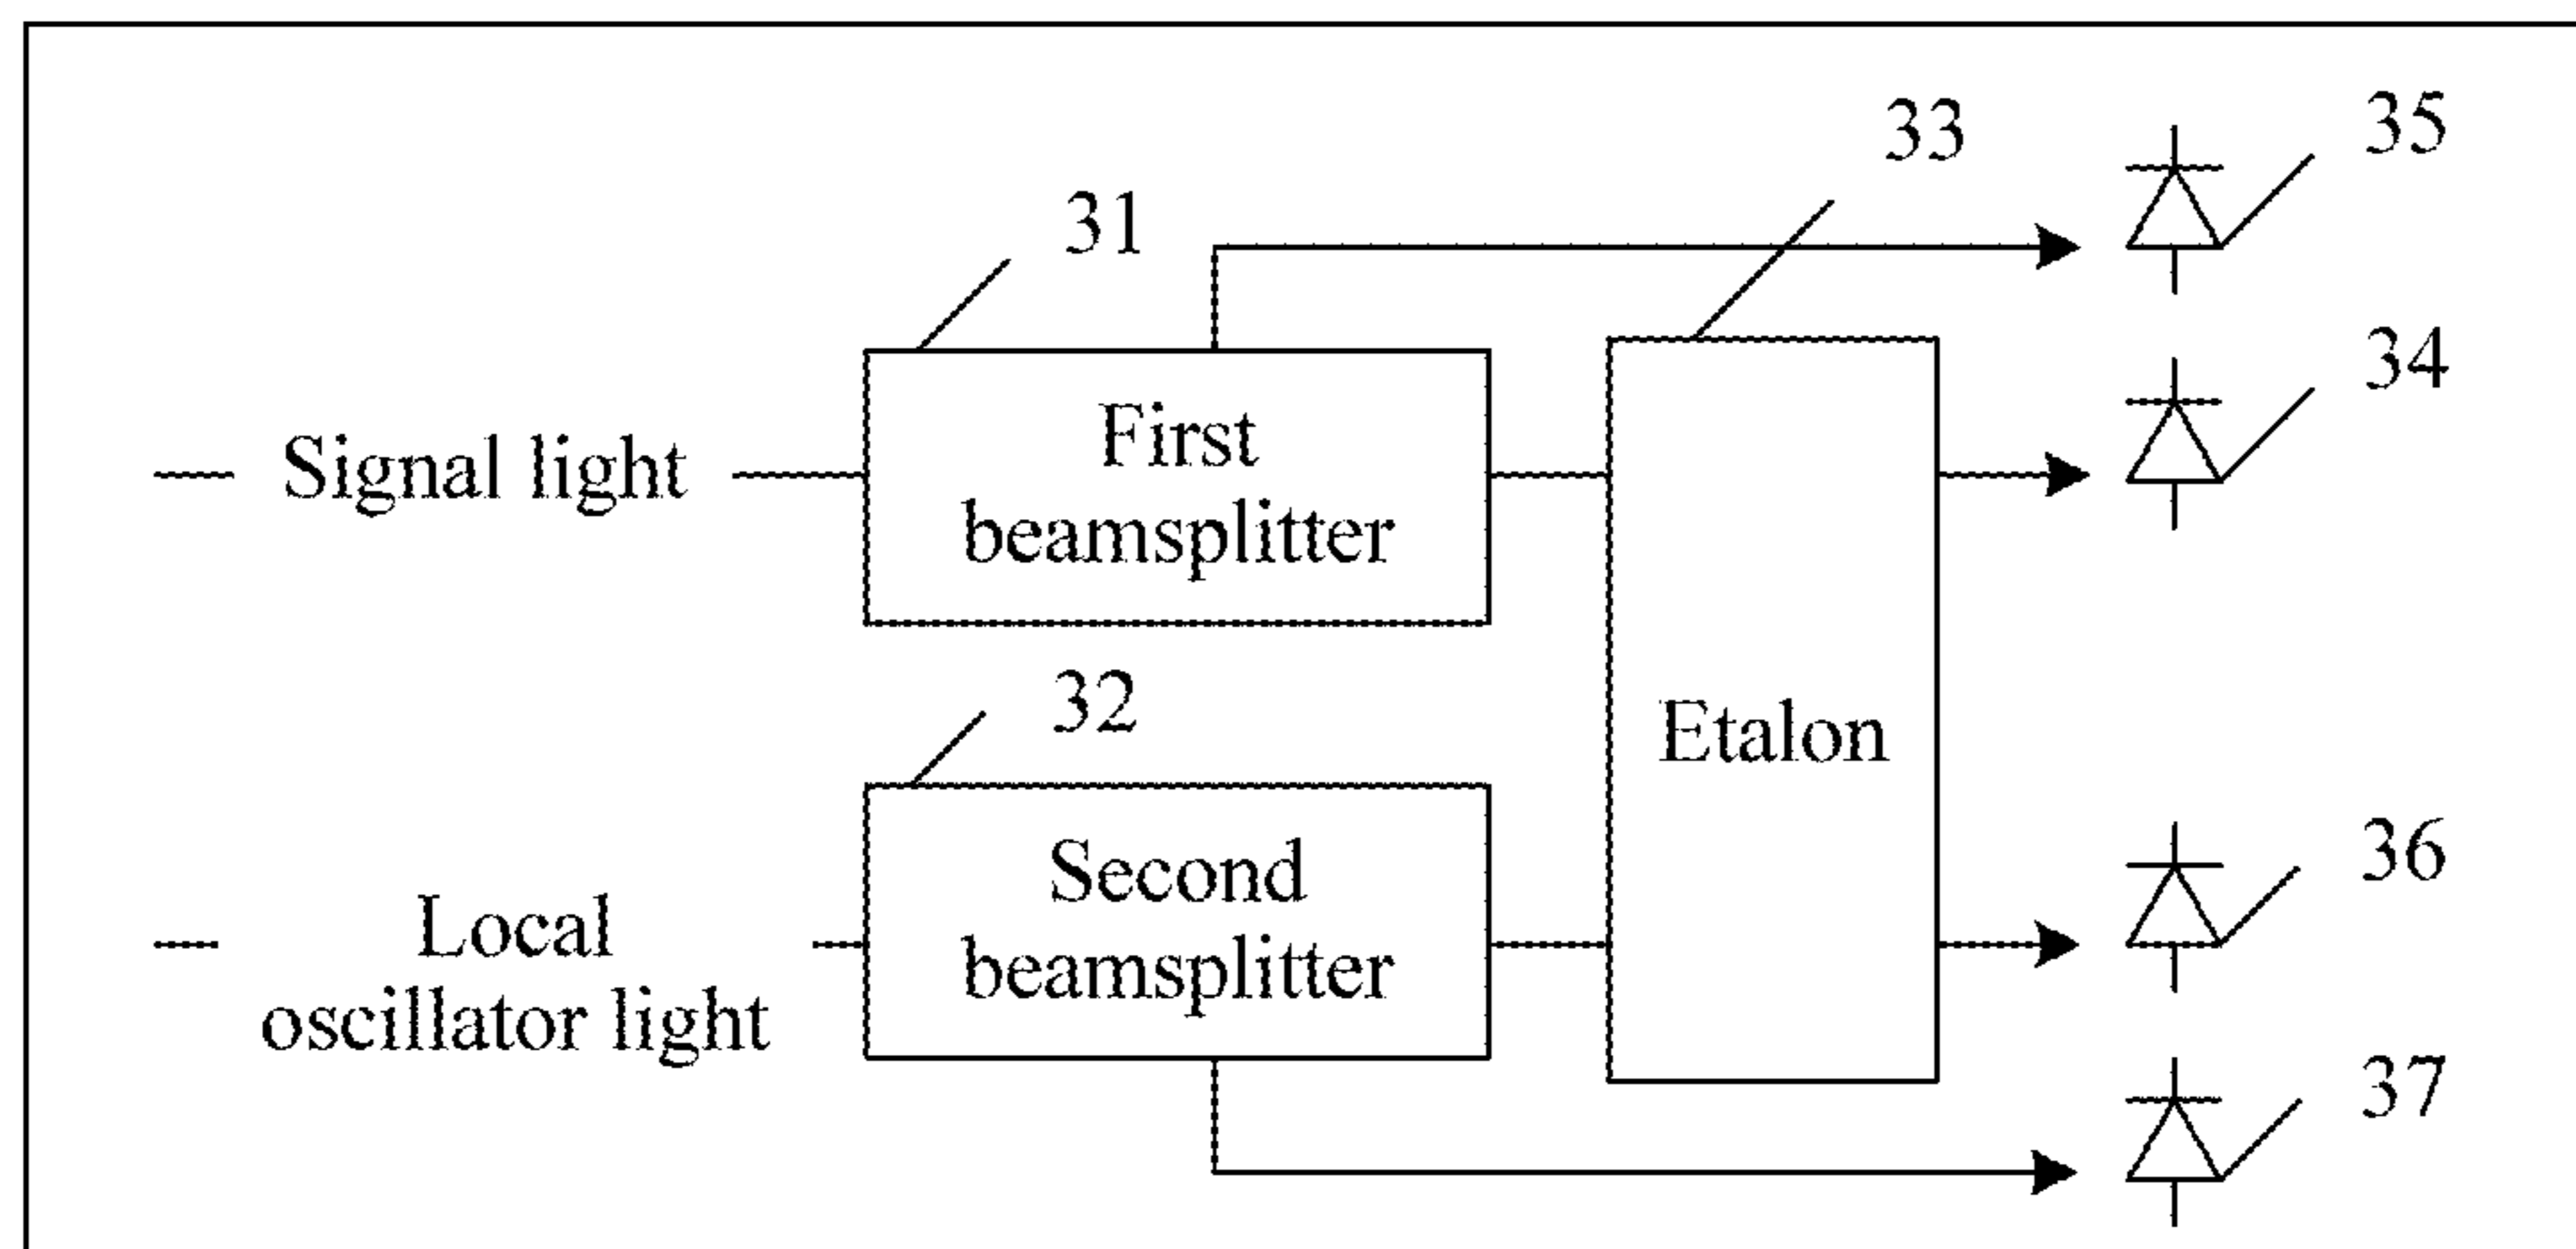 35
33
31
34
First
beamsplitter
Signal light
32
Etalon
Second
beamsplitter
36
Local
oscillator light
37